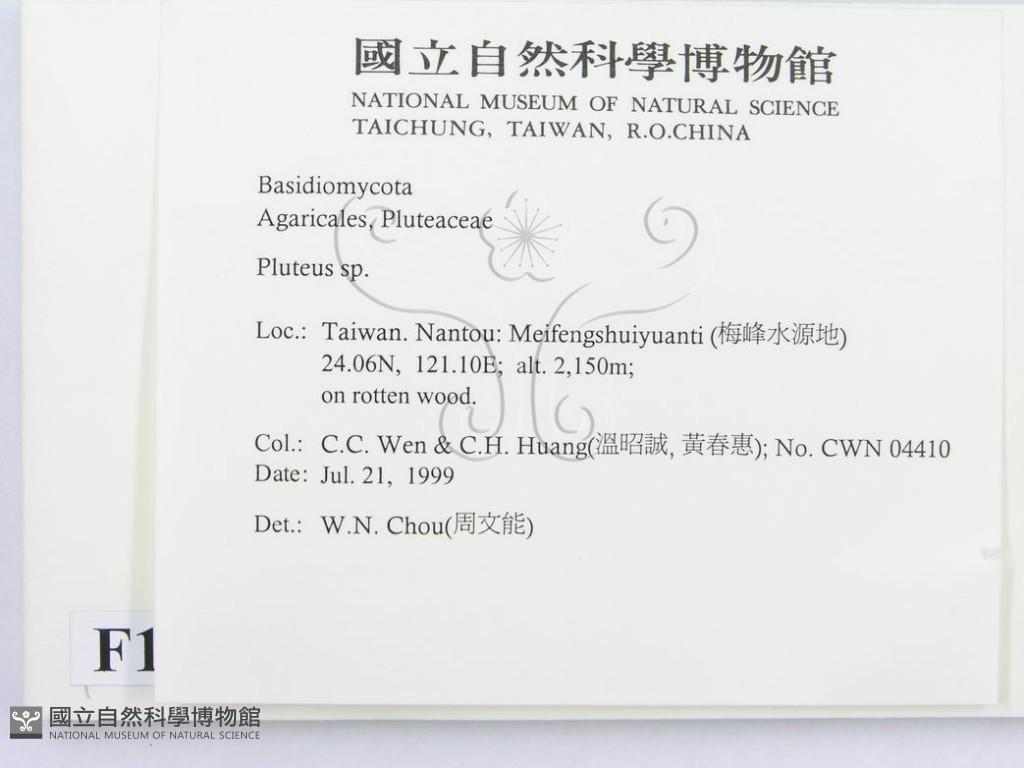 國立自然科學博物館
NATIONAL MUSEUM OF NATURAL SCIENCE
TAICHUNG, TAIWAN, R.O.CHINA
Basidiomycota
Agaricales, Pluteaceae
Pluteus sp.
Loc.: Taiwan. Nantou: Meifengshuiyuanti (梅峰水源地)
24.06N, 121.10E; alt. 2,150m;
on rotten wood.
Col.: C.C. Wen & C.H. Huang(溫昭誠, 黃春惠); No. CWN 04410
Date: Jul. 21, 1999
Det.: W.N. Chou(周文能)
F1
國立自然科學博物館
NATIONAL MUSEUM OF NATURAL SCIENCE